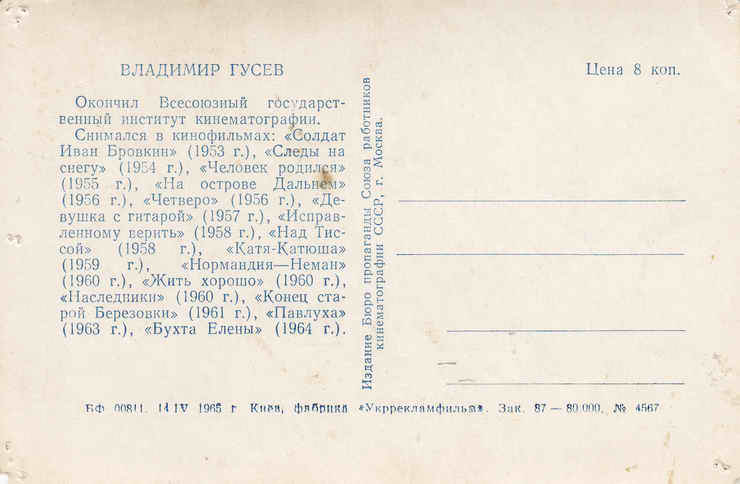 ВЛАДИМИР ГУСЕВ
Окончил Всесоюзный государст-
венный институт кинематографии.
Снимался в кинофильмах: «Солдат
Иван Бровкин» (1953 г.), «Следы на
снегу» (1954 г.), «Человек родился»
(1955 г.), «На острове Дальнем»
(1956 г.), «Четверо» (1956 г.), «Де-
вушка с гитарой» (1957 г.), «Исправ-
ленному верить» (1958 г.), «Над Тис-
сой» (1958 г.), «Катя-Катюша»
(1959 г.), «Нормандия—Неман»
(1960 г.), «Жить хорошо» (1960 г.),
«Наследники» (1960 г.), «Конец ста-
рой Березовки» (1961 г.), «Павлуха»
(1963 г.), «Бухта Елены» (1964 г.).
Издание Бюро пропаганды Союза работников
кинематографии СССР, г. Москва.
Цена 8 коп.
БФ 00811. 14 IV 1965 г Киев, фабрика «Укррекламфильм». Зак. 87 — 80.000. № 4567